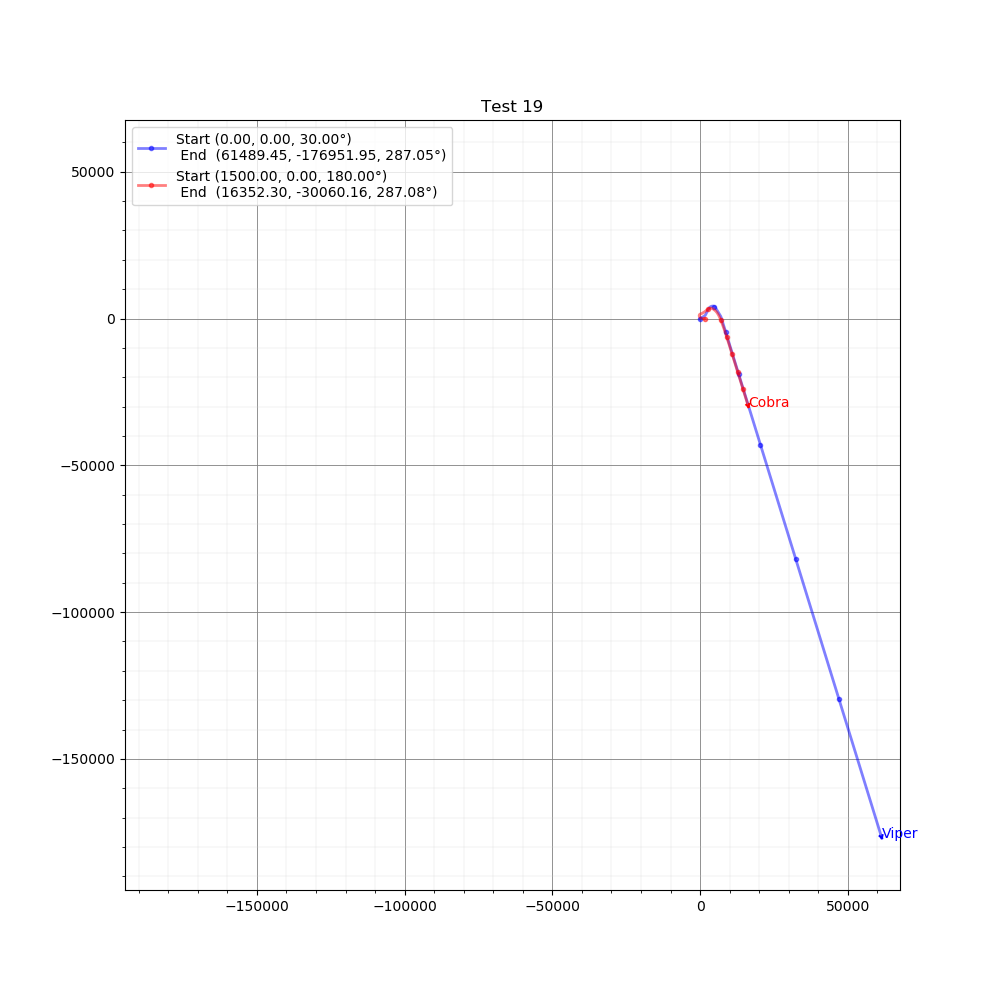 Test 19
Start (0.00, 0.00, 30.00°)
End  (61489.45, -176951.95, 287.05°)
Start (1500.00, 0.00, 180.00°)
End  (16352.30, -30060.16, 287.08°)
50000
0
−50000
−100000
−150000
Cobra
Viper
−150000
−100000
−50000
0
50000